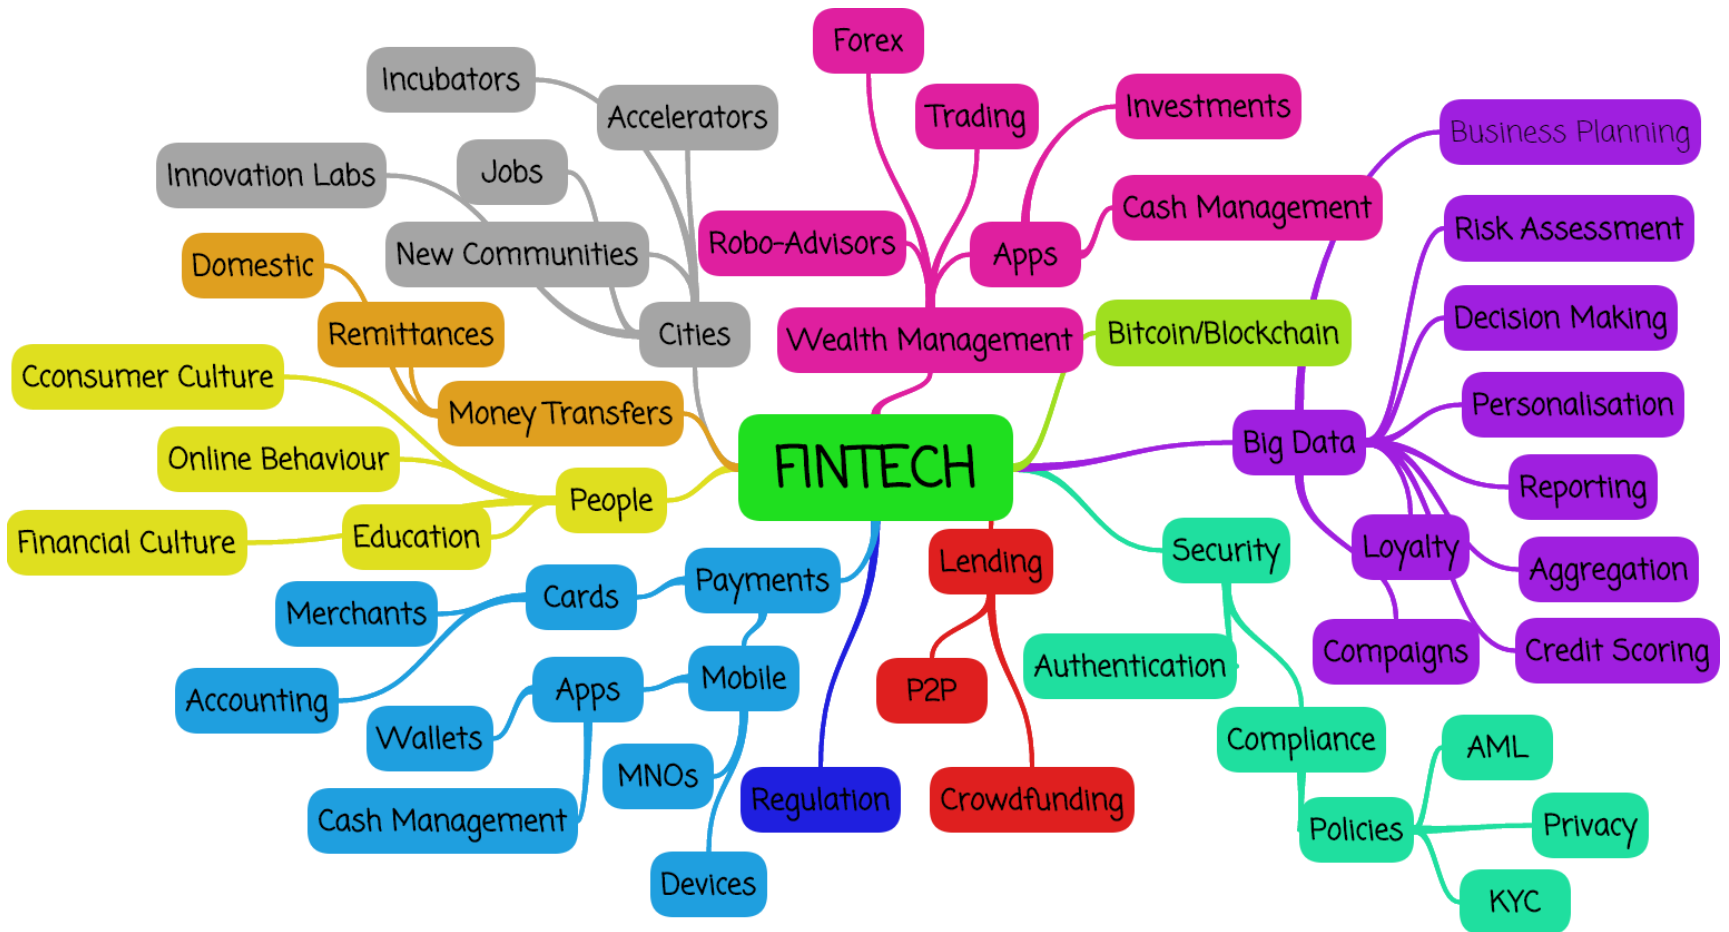 Forex
Incubators
Accelerators
Trading
Investments
Business Planning
Innovation Labs
Jobs
Cash Management
Risk Assessment
New Communities
Robo-Advisors
Apps
Domestic
Remittances
Cities
Wealth Management
Bitcoin/Blockchain
Decision Making
Cconsumer Culture
Money Transfers
Personalisation
Online Behaviour
FINTECH
Big Data
People
Reporting
Financial Culture
Education
Security
Loyalty
Lending
Payments
Aggregation
Merchants
Cards
Authentication
Compaigns
Credit Scoring
Accounting
Apps
Mobile
P2P
Wallets
Compliance
AML
MNOs
Regulation
Crowdfunding
Cash Management
Policies
Privacy
Devices
KYC